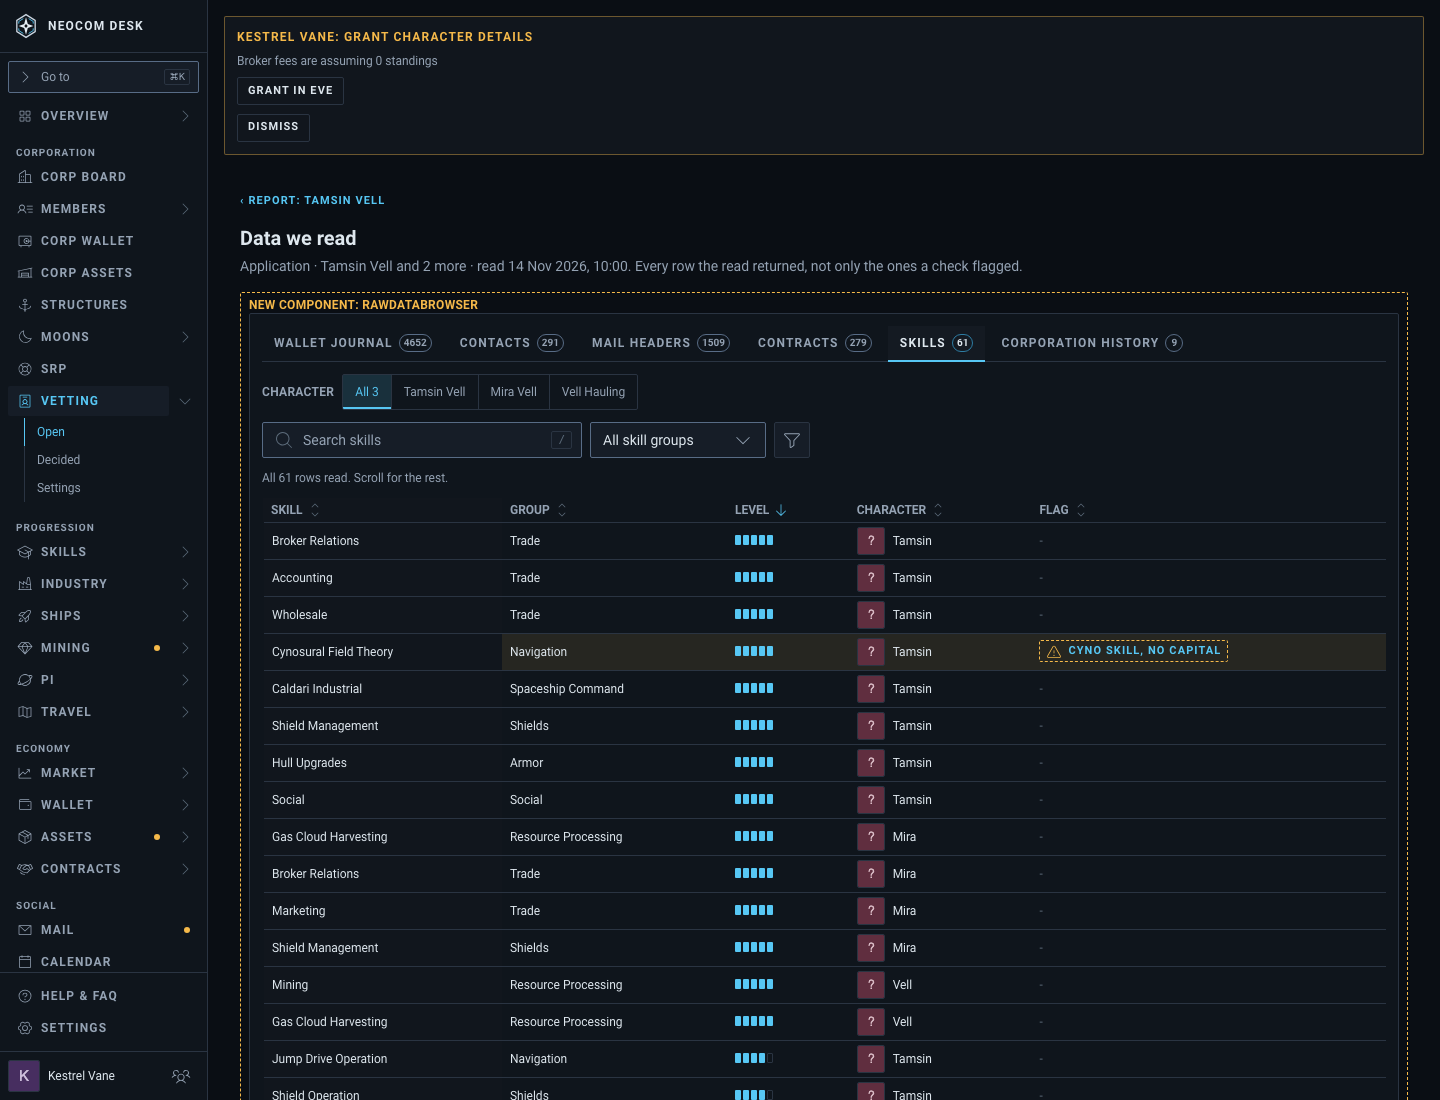 NEOCOM DESK
Go to ⌘K
OVERVIEW
CORPORATION
CORP BOARD
MEMBERS
CORP WALLET
CORP ASSETS
STRUCTURES
MOONS
SRP
VETTING
Open
Decided
Settings
PROGRESSION
SKILLS
INDUSTRY
SHIPS
MINING
PI
TRAVEL
ECONOMY
MARKET
WALLET
ASSETS
CONTRACTS
SOCIAL
MAIL
CALENDAR
HELP & FAQ
SETTINGS
K Kestrel Vane
KESTREL VANE: GRANT CHARACTER DETAILS
Broker fees are assuming 0 standings
GRANT IN EVE
DISMISS
‹ REPORT: TAMSIN VELL
Data we read
Application · Tamsin Vell and 2 more · read 14 Nov 2026, 10:00. Every row the read returned, not only the ones a check flagged.
NEW COMPONENT: RAWDATABROWSER
WALLET JOURNAL 4652 CONTACTS 291 MAIL HEADERS 1509 CONTRACTS 279 SKILLS 61 CORPORATION HISTORY 9
CHARACTER All 3 Tamsin Vell Mira Vell Vell Hauling
Search skills / All skill groups
All 61 rows read. Scroll for the rest.
SKILL GROUP LEVEL CHARACTER FLAG
Broker Relations Trade ? Tamsin -
Accounting Trade ? Tamsin -
Wholesale Trade ? Tamsin -
Cynosural Field Theory Navigation ? Tamsin CYNO SKILL, NO CAPITAL
Caldari Industrial Spaceship Command ? Tamsin -
Shield Management Shields ? Tamsin -
Hull Upgrades Armor ? Tamsin -
Social Social ? Tamsin -
Gas Cloud Harvesting Resource Processing ? Mira -
Broker Relations Trade ? Mira -
Marketing Trade ? Mira -
Shield Management Shields ? Mira -
Mining Resource Processing ? Vell -
Gas Cloud Harvesting Resource Processing ? Vell -
Jump Drive Operation Navigation ? Tamsin -
Shield Operation Shields ? Tamsin -